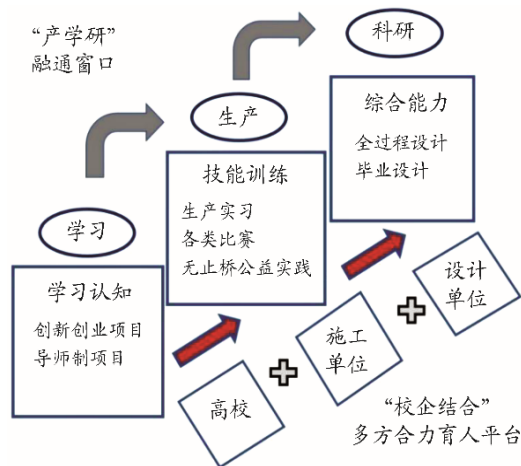 “产学研”
融通窗口
科研
生产
综合能力
全过程设计
毕业设计
技能训练
生产实习
各类比赛
无止桥公益实践
学习
学习认知
创新创业项目
导师制项目
设计
单位
施工
单位
高校
“校企结合”
多方合力育人平台